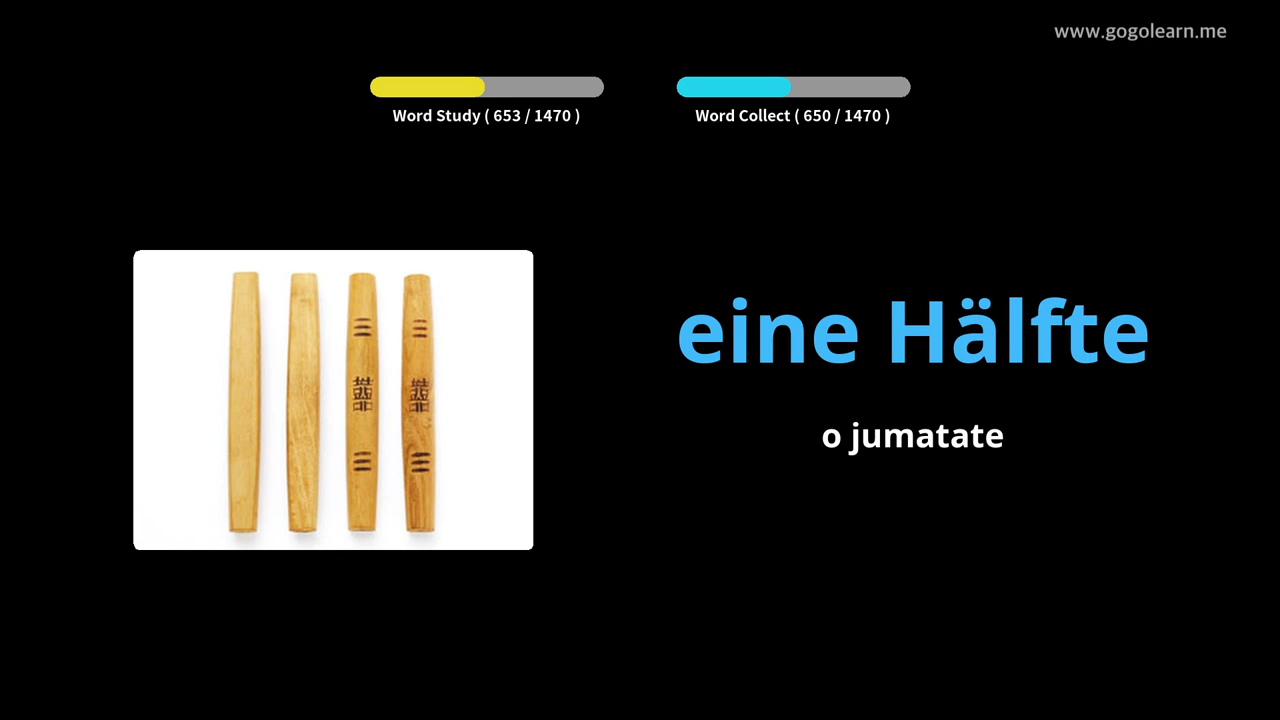 www.gogolearn.me
Word Study ( 653 / 1470 )
Word Collect ( 650 / 1470 )
eine Hälfte
o jumatate